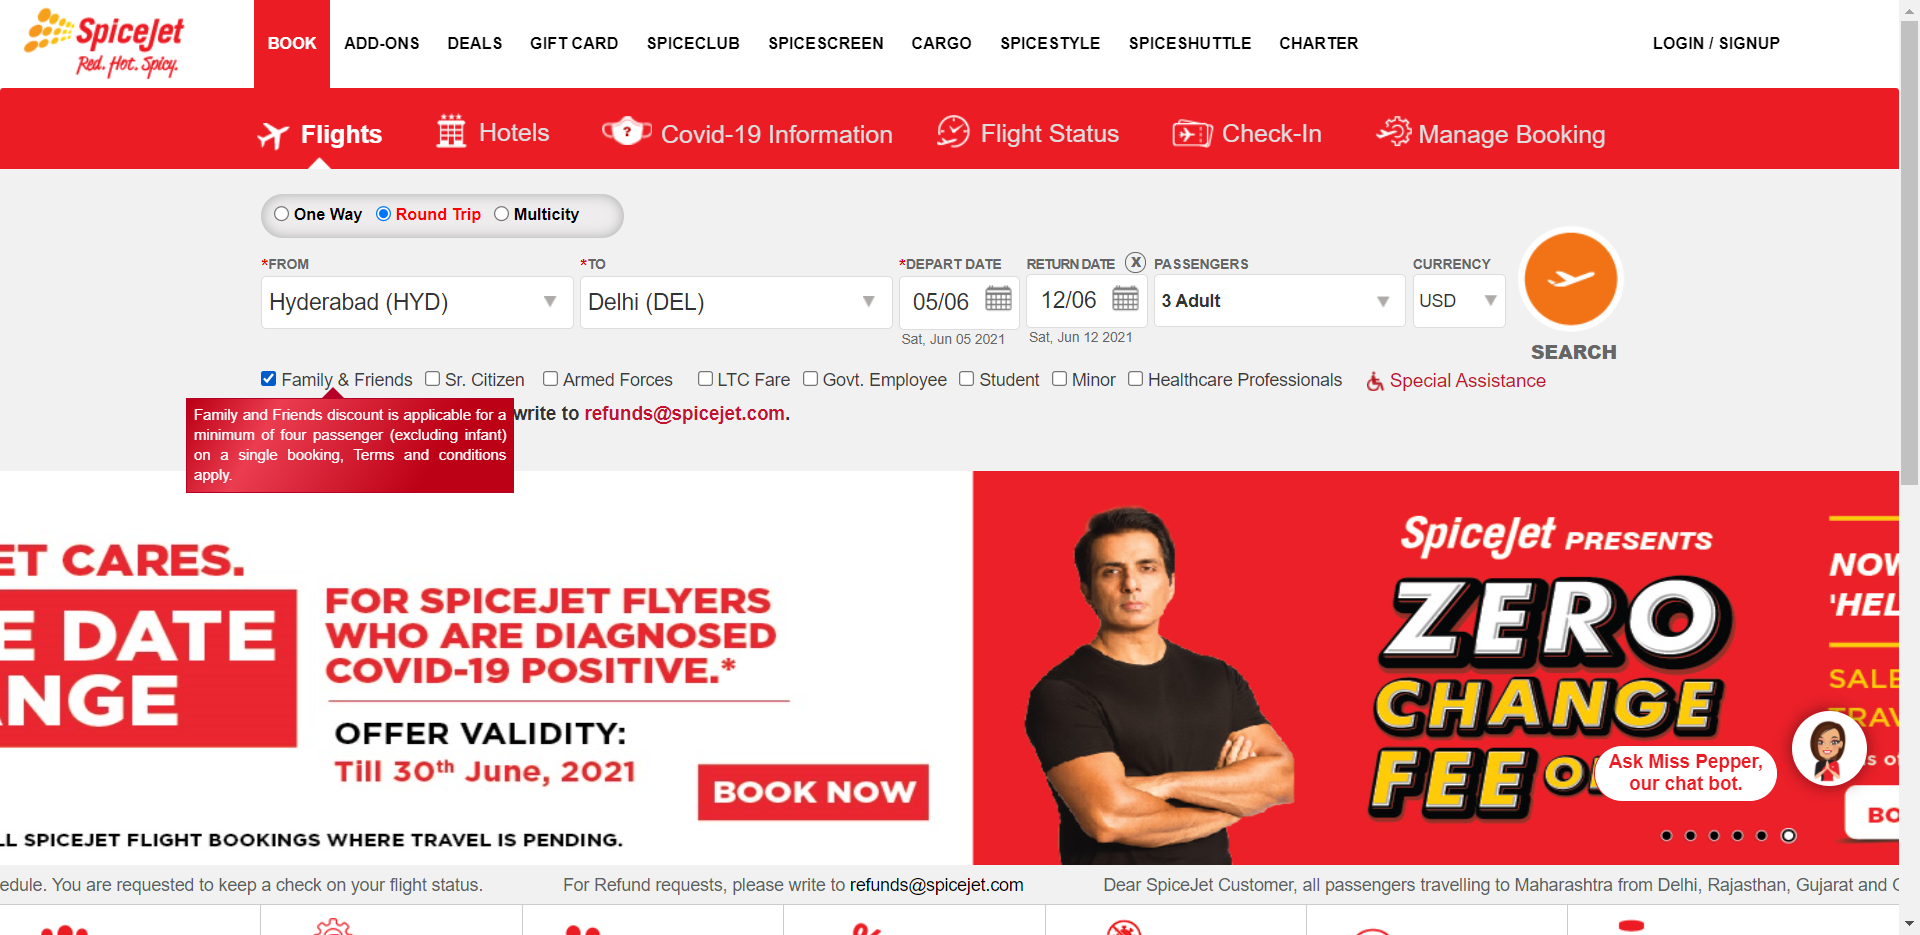 SpiceJet
Red. Hot. Spicy.
BOOK ADD-ONS DEALS GIFT CARD SPICECLUB SPICESCREEN CARGO SPICESTYLE SPICESHUTTLE CHARTER LOGIN / SIGNUP
Flights Hotels ? Covid-19 Information Flight Status Check-In Manage Booking
One Way Round Trip Multicity
*FROM *TO *DEPART DATE RETURN DATE X PASSENGERS CURRENCY
Hyderabad (HYD) Delhi (DEL) 05/06 12/06 3 Adult USD
Sat, Jun 05 2021 Sat, Jun 12 2021
SEARCH
Family & Friends Sr. Citizen Armed Forces LTC Fare Govt. Employee Student Minor Healthcare Professionals Special Assistance
write to refunds@spicejet.com.
Family and Friends discount is applicable for a
minimum of four passenger (excluding infant)
on a single booking, Terms and conditions
apply.
ET CARES.
E DATE
NGE
FOR SPICEJET FLYERS
WHO ARE DIAGNOSED
COVID-19 POSITIVE.*
OFFER VALIDITY:
Till 30th June, 2021
BOOK NOW
LL SPICEJET FLIGHT BOOKINGS WHERE TRAVEL IS PENDING.
SpiceJet PRESENTS
ZERO
CHANGE
FEE
NOW
'HEL
SALE
TRAV
BO
Ask Miss Pepper,
our chat bot.
edule. You are requested to keep a check on your flight status. For Refund requests, please write to refunds@spicejet.com Dear SpiceJet Customer, all passengers travelling to Maharashtra from Delhi, Rajasthan, Gujarat and